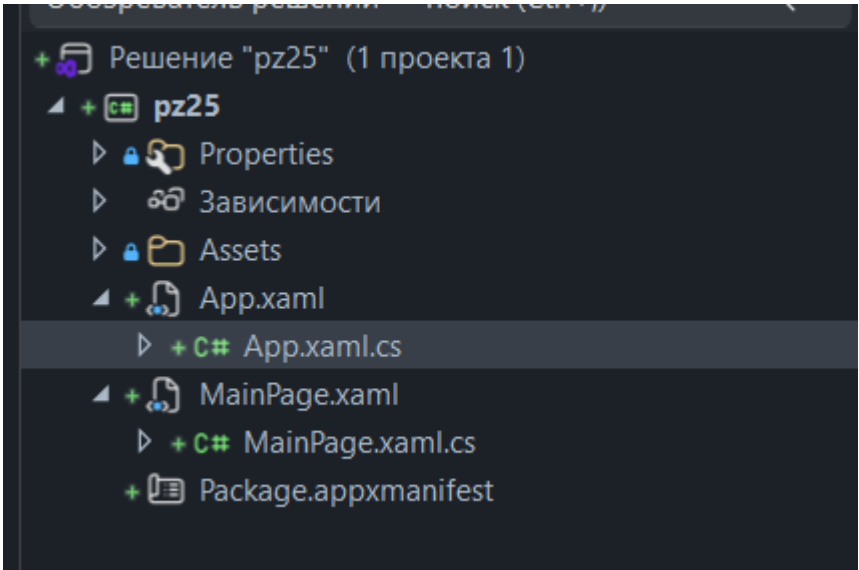 Решение "pz25" (1 проекта 1)
pz25
Properties
Зависимости
Assets
App.xaml
C# App.xaml.cs
MainPage.xaml
C# MainPage.xaml.cs
Package.appxmanifest